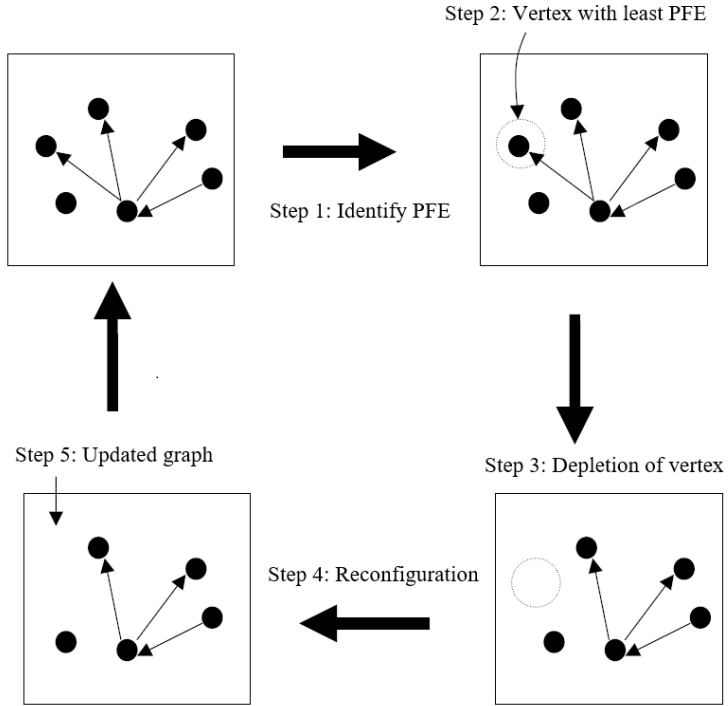 Step 2: Vertex with least PFE
Step 1: Identify PFE
Step 5: Updated graph
Step 3: Depletion of vertex
Step 4: Reconfiguration